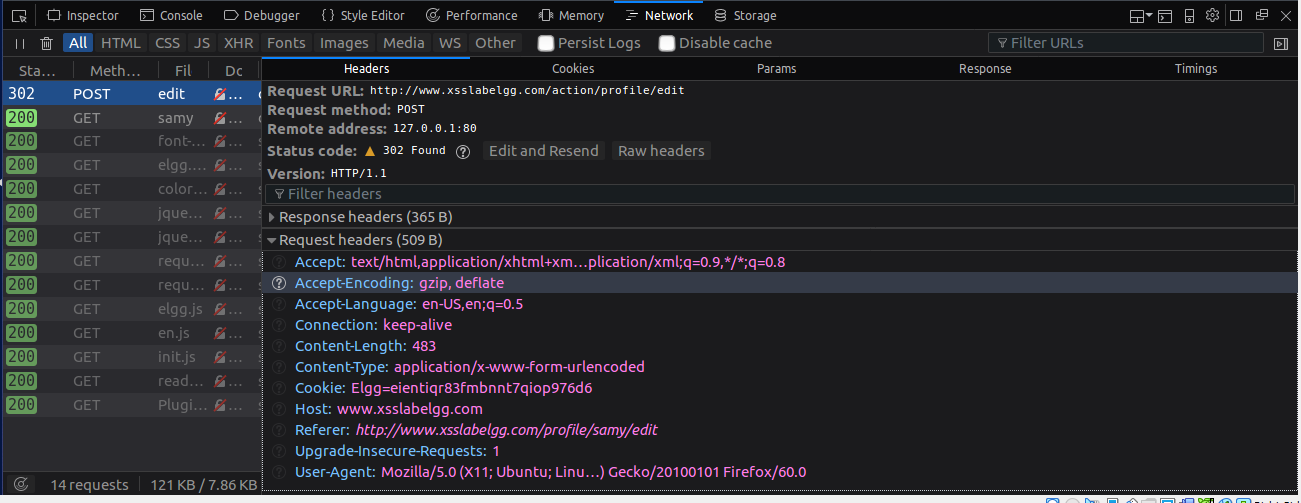 Inspector Console Debugger {} Style Editor Performance Memory Network Storage
All HTML CSS JS XHR Fonts Images Media WS Other Persist Logs Disable cache Filter URLs
Sta… Meth… Fil Dc Headers Cookies Params Response Timings
302 POST edit …
200 GET samy …
200 GET font-… …
200 GET elgg.… …
200 GET color… …
200 GET jque… …
200 GET jque… …
200 GET requ… …
200 GET requ… …
200 GET elgg.js …
200 GET en.js …
200 GET init.js …
200 GET read… …
200 GET Plugi… …
14 requests 121 KB / 7.86 KB
Request URL: http://www.xsslabelgg.com/action/profile/edit
Request method: POST
Remote address: 127.0.0.1:80
Status code: 302 Found ? Edit and Resend Raw headers
Version: HTTP/1.1
Filter headers
Response headers (365 B)
Request headers (509 B)
? Accept: text/html,application/xhtml+xm…plication/xml;q=0.9,*/*;q=0.8
? Accept-Encoding: gzip, deflate
? Accept-Language: en-US,en;q=0.5
? Connection: keep-alive
? Content-Length: 483
? Content-Type: application/x-www-form-urlencoded
? Cookie: Elgg=eientiqr83fmbnnt7qiop976d6
? Host: www.xsslabelgg.com
? Referer: http://www.xsslabelgg.com/profile/samy/edit
? Upgrade-Insecure-Requests: 1
? User-Agent: Mozilla/5.0 (X11; Ubuntu; Linu…) Gecko/20100101 Firefox/60.0